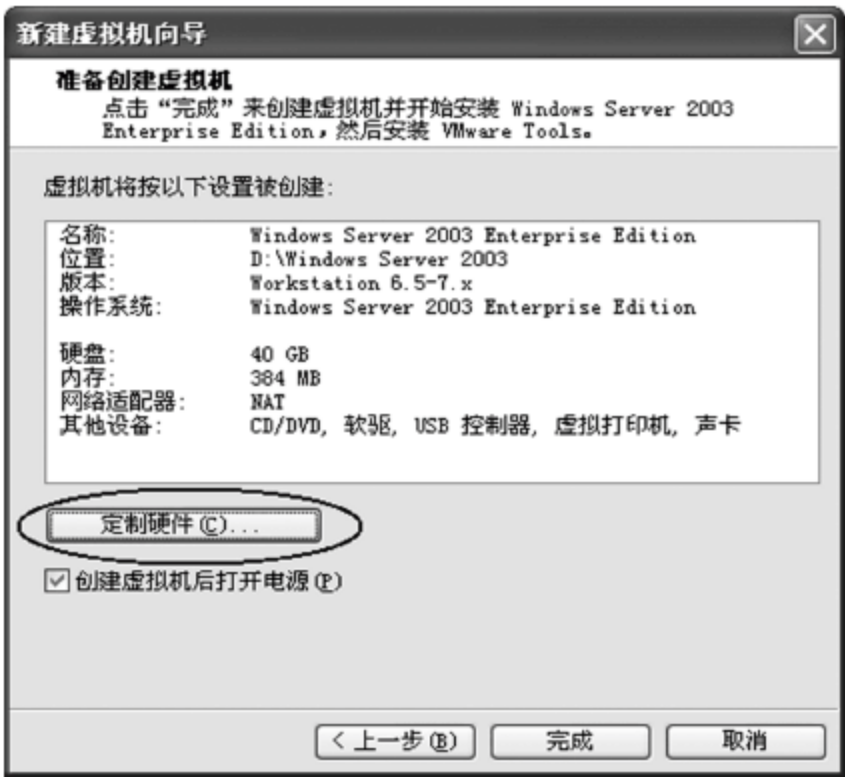 新建虚拟机向导
准备创建虚拟机
点击“完成”来创建虚拟机并开始安装 Windows Server 2003
Enterprise Edition，然后安装 VMware Tools。
虚拟机将按以下设置被创建:
名称: Windows Server 2003 Enterprise Edition
位置: D:\Windows Server 2003
版本: Workstation 6.5-7.x
操作系统: Windows Server 2003 Enterprise Edition
硬盘: 40 GB
内存: 384 MB
网络适配器: NAT
其他设备: CD/DVD, 软驱, USB 控制器, 虚拟打印机, 声卡
定制硬件(C)...
创建虚拟机后打开电源(P)
< 上一步(B)
完成
取消